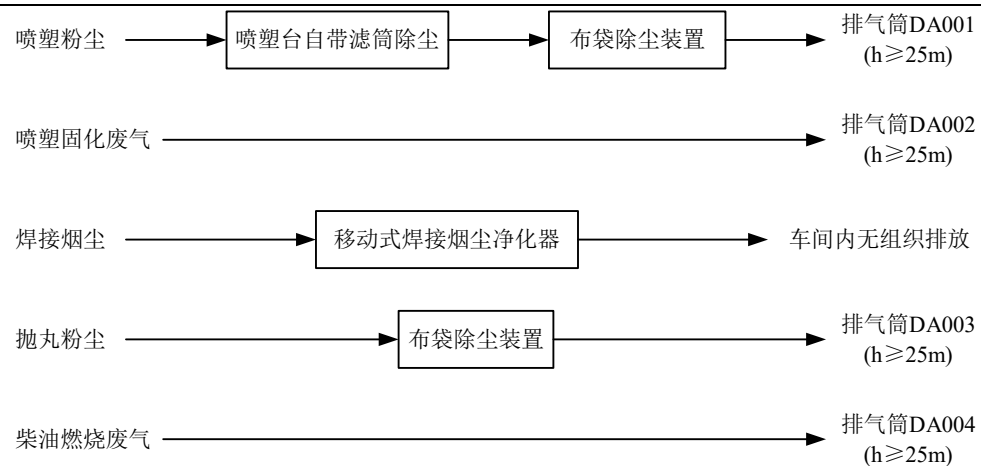 喷塑粉尘 喷塑台自带滤筒除尘 布袋除尘装置 排气筒DA001
(h≥25m)
喷塑固化废气 排气筒DA002
(h≥25m)
焊接烟尘 移动式焊接烟尘净化器 车间内无组织排放
抛丸粉尘 布袋除尘装置 排气筒DA003
(h≥25m)
柴油燃烧废气 排气筒DA004
(h≥25m)